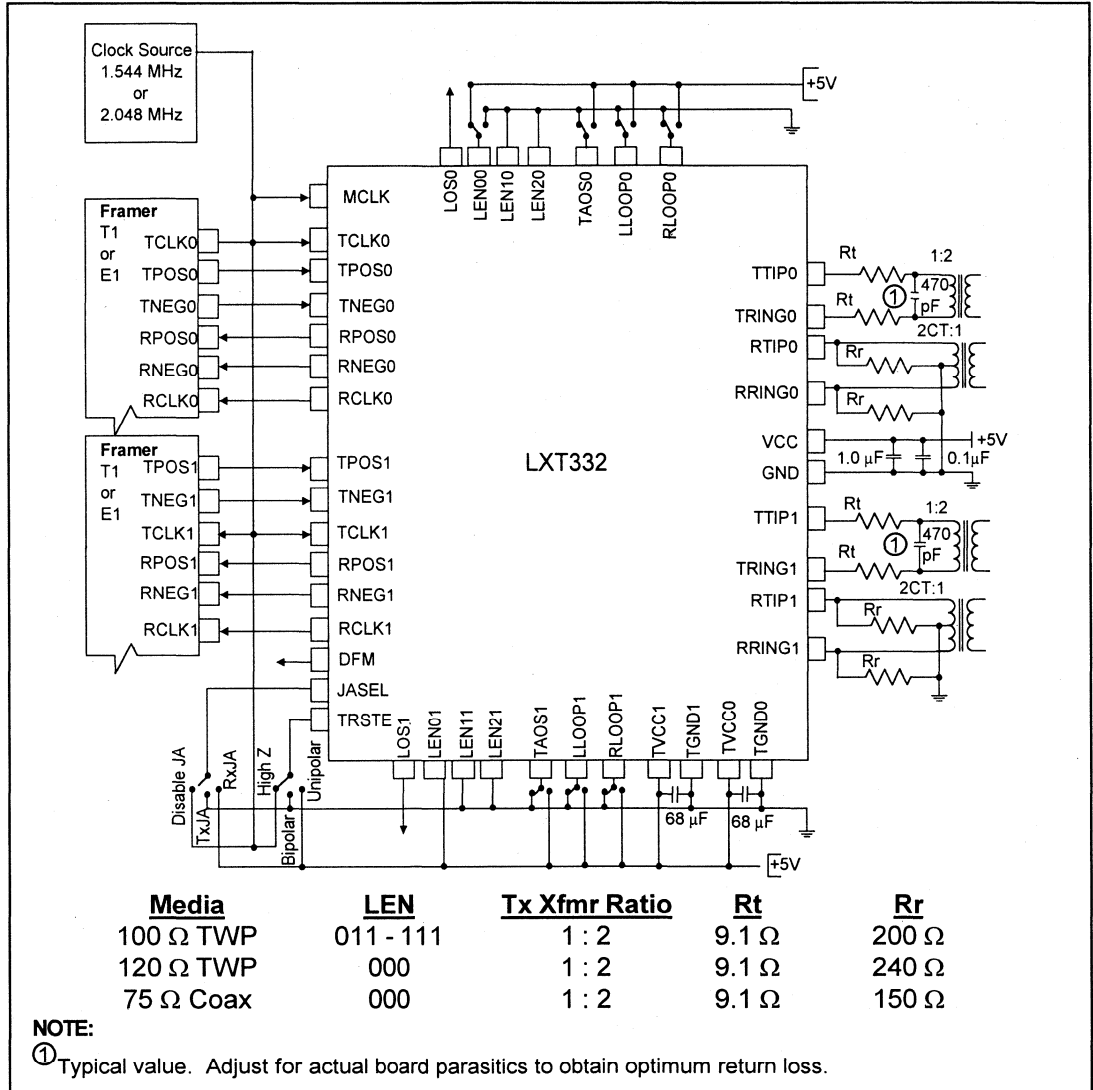 Clock Source
1.544 MHz
or
2.048 MHz
+5V
LOS0
LEN00
LEN10
LEN20
TAOS0
LLOOP0
RLOOP0
Framer
T1
or
E1
TCLK0
TPOS0
TNEG0
RPOS0
RNEG0
RCLK0
MCLK
TCLK0
TPOS0
TNEG0
RPOS0
RNEG0
RCLK0
Framer
T1
or
E1
TPOS1
TNEG1
TCLK1
RPOS1
RNEG1
RCLK1
TPOS1
TNEG1
TCLK1
RPOS1
RNEG1
RCLK1
DFM
JASEL
TRSTE
LXT332
TTIP0
TRING0
RTIP0
RRING0
VCC
GND
TTIP1
TRING1
RTIP1
RRING1
Rt
1:2
① 470
pF
Rt
2CT:1
Rr
Rr
+5V
1.0 µF
0.1µF
Rt
1:2
① 470
pF
Rt
2CT:1
Rr
Rr
LOS1
LEN01
LEN11
LEN21
TAOS1
LLOOP1
RLOOP1
TVCC1
TGND1
TVCC0
TGND0
Disable JA
TxJA
RxJA
High Z
Bipolar
Unipolar
68 µF
68 µF
+5V
Media LEN Tx Xfmr Ratio Rt Rr
100 Ω TWP 011 - 111 1 : 2 9.1 Ω 200 Ω
120 Ω TWP 000 1 : 2 9.1 Ω 240 Ω
75 Ω Coax 000 1 : 2 9.1 Ω 150 Ω
NOTE:
① Typical value. Adjust for actual board parasitics to obtain optimum return loss.